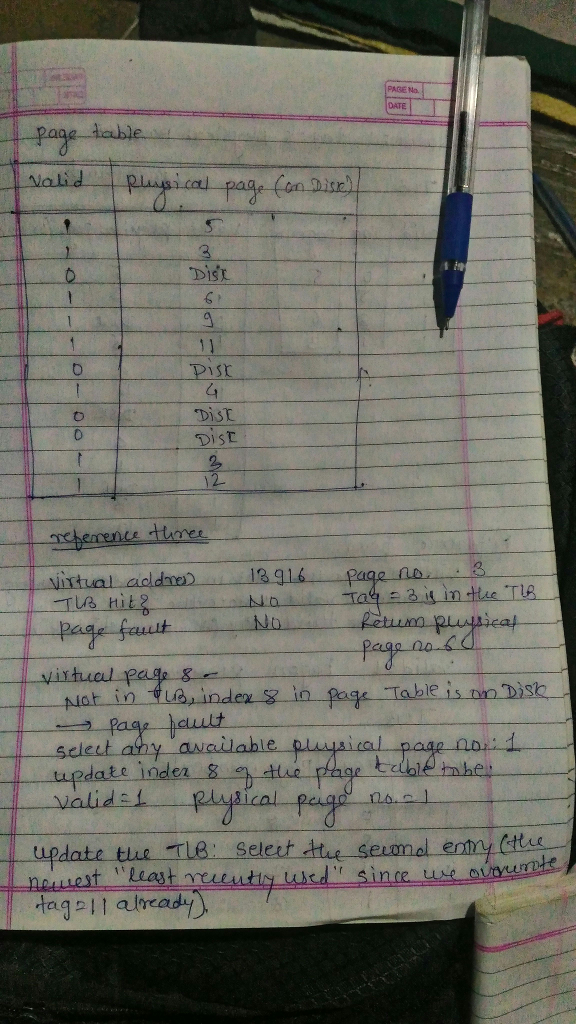 PAGE No.
DATE
page table
valid physical page (on Disk)
1 5
1 3
0 Disk
1 6
1 9
1 11
0 Disk
1 4
0 Disk
0 Disk
1 3
1 12
reference three
virtual address 13916 page no. 3
TLB Hit? No Tag = 3 is in the TLB
page fault No Return physical
page no. 6
virtual page 8 -
Not in TLB, index 8 in page Table is on Disk
→ page fault
select any available physical page no.: 1
update index 8 of the page table to be:
valid=1 physical page no. = 1
update the TLB: select the second entry (the
newest "least recently used" since we overwrote
tag=11 already).